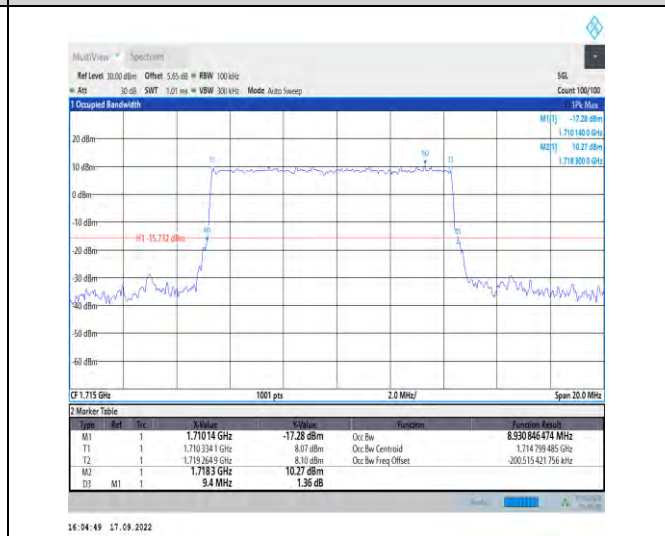 MultiView Spectrum
Ref Level 30.00 dBm Offset 5.65 dB RBW 100 kHz SGL
Att 30 dB SWT 1.01 ms VBW 300 kHz Mode Auto Sweep Count 100/100
1 Occupied Bandwidth 1Pk Max
M1[1] -17.28 dBm
1.710 140 0 GHz
M2[1] 10.27 dBm
1.718 300 0 GHz
20 dBm
10 dBm
0 dBm
-10 dBm
-20 dBm
-30 dBm
-40 dBm
-50 dBm
-60 dBm
T1
M2
T2
M1
D3
H1 -15.732 dBm
CF 1.715 GHz 1001 pts 2.0 MHz/ Span 20.0 MHz
2 Marker Table
Type Ref Trc X-Value Y-Value Function Function Result
M1 1 1.71014 GHz -17.28 dBm Occ Bw 8.930 846 474 MHz
T1 1 1.710 334 1 GHz 8.07 dBm Occ Bw Centroid 1.714 799 485 GHz
T2 1 1.719 264 9 GHz 8.10 dBm Occ Bw Freq Offset -200.515 421 756 kHz
M2 1 1.7183 GHz 10.27 dBm
D3 M1 1 9.4 MHz 1.36 dB
16:04:49 17.09.2022